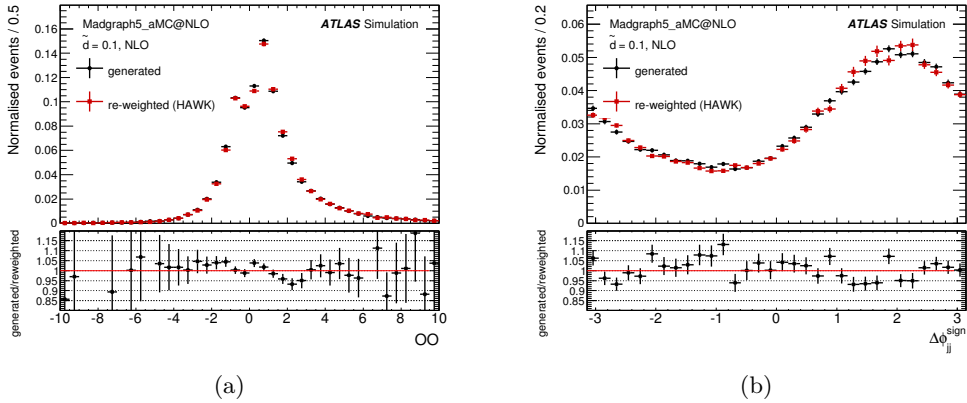 Normalised events / 0.5
0.16
0.14
0.12
0.1
0.08
0.06
0.04
0.02
0
Madgraph5_aMC@NLO
ATLAS Simulation
d̃ = 0.1, NLO
generated
re-weighted (HAWK)
generated/reweighted
1.15
1.1
1.05
1
0.95
0.9
0.85
-10 -8 -6 -4 -2 0 2 4 6 8 10
OO
(a)
Normalised events / 0.2
0.06
0.05
0.04
0.03
0.02
0.01
0
Madgraph5_aMC@NLO
ATLAS Simulation
d̃ = 0.1, NLO
generated
re-weighted (HAWK)
generated/reweighted
1.15
1.1
1.05
1
0.95
0.9
0.85
-3 -2 -1 0 1 2 3
Δϕ_jj^sign
(b)